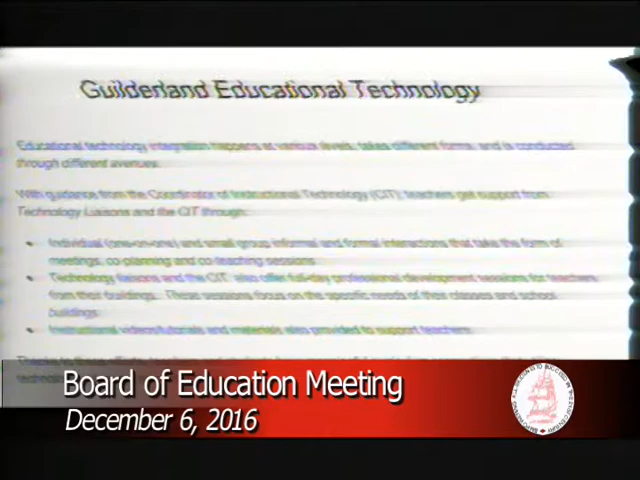 Guilderland Educational Technology
Educational technology integration happens at various levels, takes different forms, and is conducted
through different avenues.
With guidance from the Coordinator of Instructional Technology (CIT), teachers get support from
Technology Liaisons and the CIT through:
• Individual (one-on-one) and small group informal and formal interactions that take the form of
meetings, co-planning and co-teaching sessions.
• Technology liaisons and the CIT, also offer full-day professional development sessions for teachers
from their buildings. These sessions focus on the specific needs of their classes and school
buildings.
• Instructional videos/tutorials and materials also provided to support teachers.
Thanks to these efforts
Board of Education Meeting
December 6, 2016